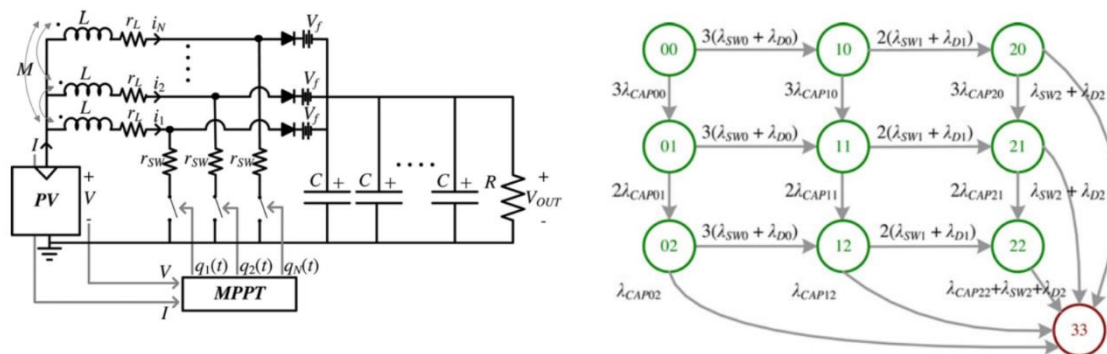 L r_L i_N V_f
M
L r_L i_2 V_f
L r_L i_1 V_f
I
r_SW r_SW r_SW
+ C + C + C + R +
PV V V_OUT
- -
q_1(t) q_2(t) q_N(t)
V
MPPT
I
00 3(λ_SW0 + λ_D0) 10 2(λ_SW1 + λ_D1) 20
3λ_CAP00 3λ_CAP10 3λ_CAP20 λ_SW2 + λ_D2
01 3(λ_SW0 + λ_D0) 11 2(λ_SW1 + λ_D1) 21
2λ_CAP01 2λ_CAP11 2λ_CAP21 λ_SW2 + λ_D2
02 3(λ_SW0 + λ_D0) 12 2(λ_SW1 + λ_D1) 22
λ_CAP02 λ_CAP12 λ_CAP22+λ_SW2+λ_D2
33